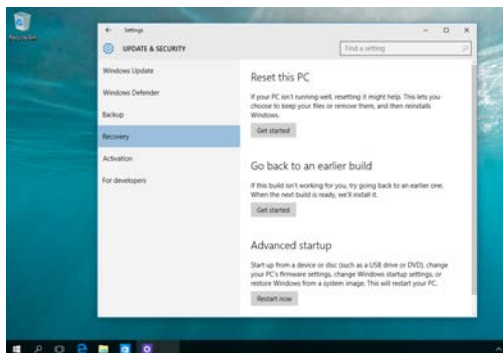 Recycle Bin
Settings
UPDATE & SECURITY
Find a setting
Windows Update
Windows Defender
Backup
Recovery
Activation
For developers
Reset this PC
If your PC isn't running well, resetting it might help. This lets you
choose to keep your files or remove them, and then reinstalls
Windows.
Get started
Go back to an earlier build
If this build isn't working for you, try going back to an earlier one.
When the next build is ready, we'll install it.
Get started
Advanced startup
Start up from a device or disc (such as a USB drive or DVD), change
your PC's firmware settings, change Windows startup settings, or
restore Windows from a system image. This will restart your PC.
Restart now